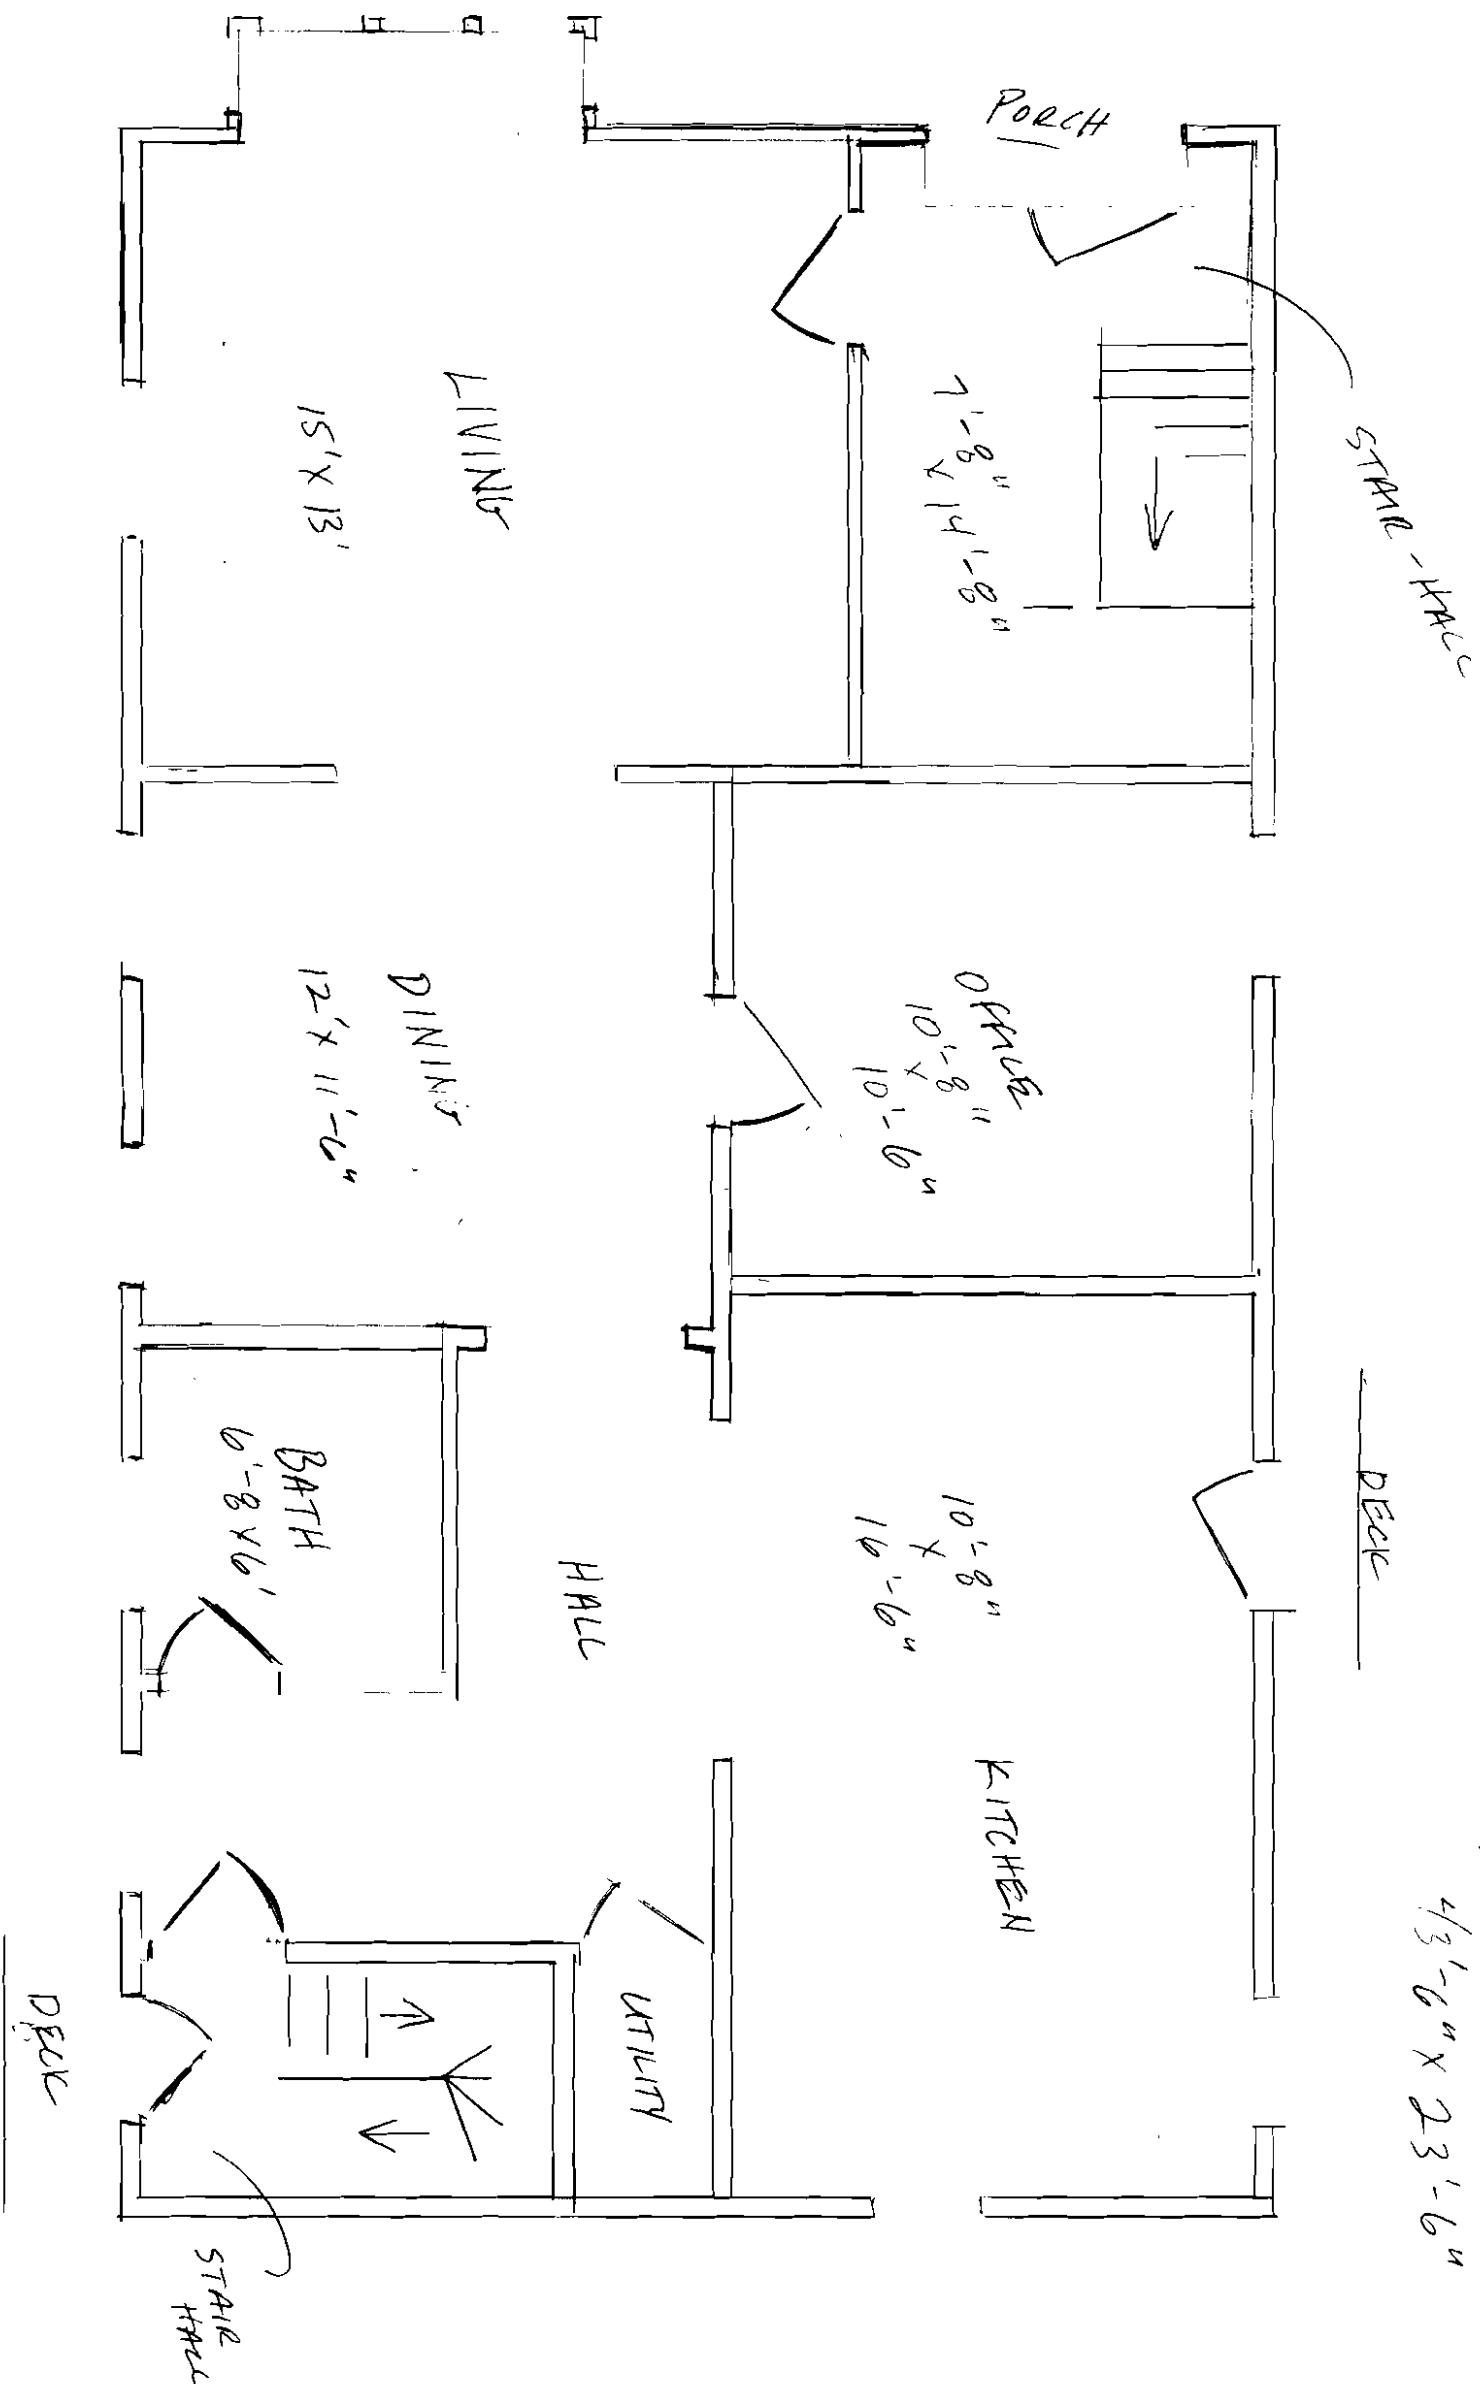 PORCH
STAIR-HALL
7'-8"
x
14'-8"
LIVING
15' x 13'
OFFICE
10'-8"
x
10'-6"
DINING
12' x 11'-6"
DECK
10'-8"
x
16'-6"
KITCHEN
HALL
BATH
6'-8 x 6'
UTILITY
43'-6" x 23'-6"
DECK
STAIR
HALL